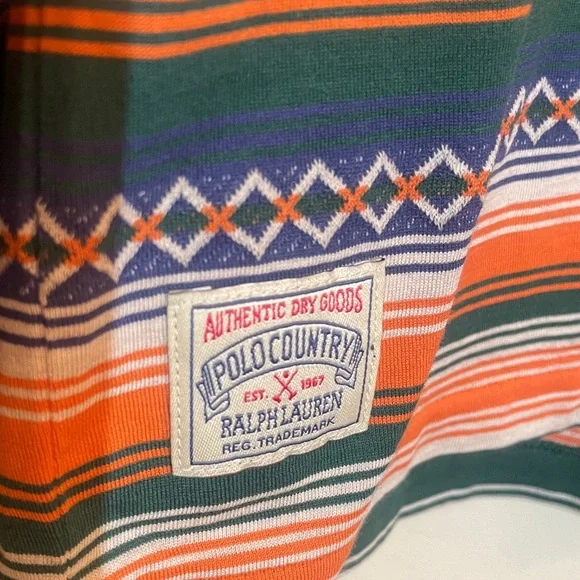 AUTHENTIC DRY GOODS
POLO COUNTRY
EST. 1967
RALPH LAUREN
REG. TRADEMARK